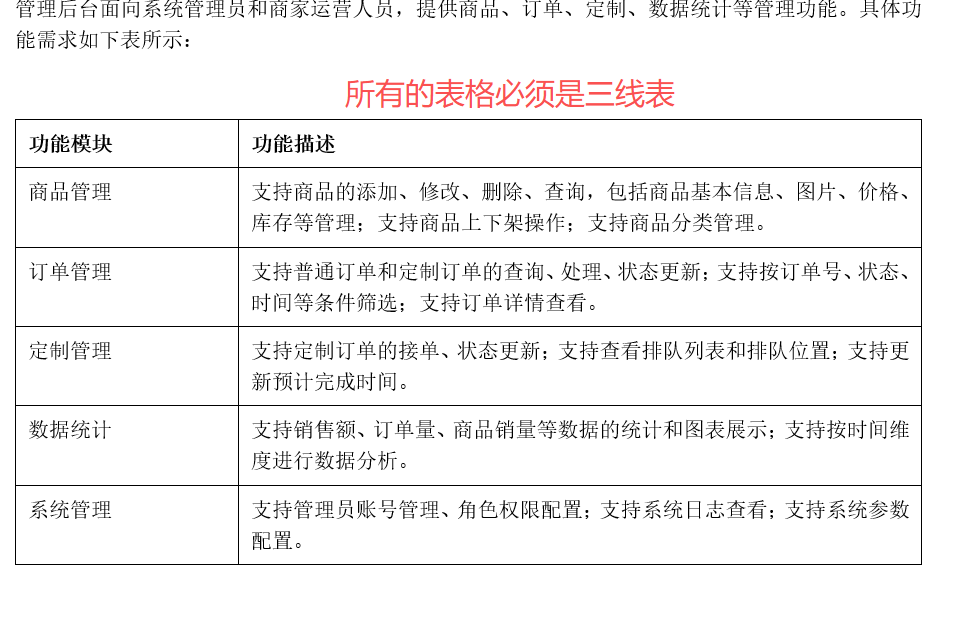 管理后台面向系统管理员和商家运营人员，提供商品、订单、定制、数据统计等管理功能。具体功
能需求如下表所示：
所有的表格必须是三线表
功能模块
功能描述
商品管理
支持商品的添加、修改、删除、查询，包括商品基本信息、图片、价格、
库存等管理；支持商品上下架操作；支持商品分类管理。
订单管理
支持普通订单和定制订单的查询、处理、状态更新；支持按订单号、状态、
时间等条件筛选；支持订单详情查看。
定制管理
支持定制订单的接单、状态更新；支持查看排队列表和排队位置；支持更
新预计完成时间。
数据统计
支持销售额、订单量、商品销量等数据的统计和图表展示；支持按时间维
度进行数据分析。
系统管理
支持管理员账号管理、角色权限配置；支持系统日志查看；支持系统参数
配置。